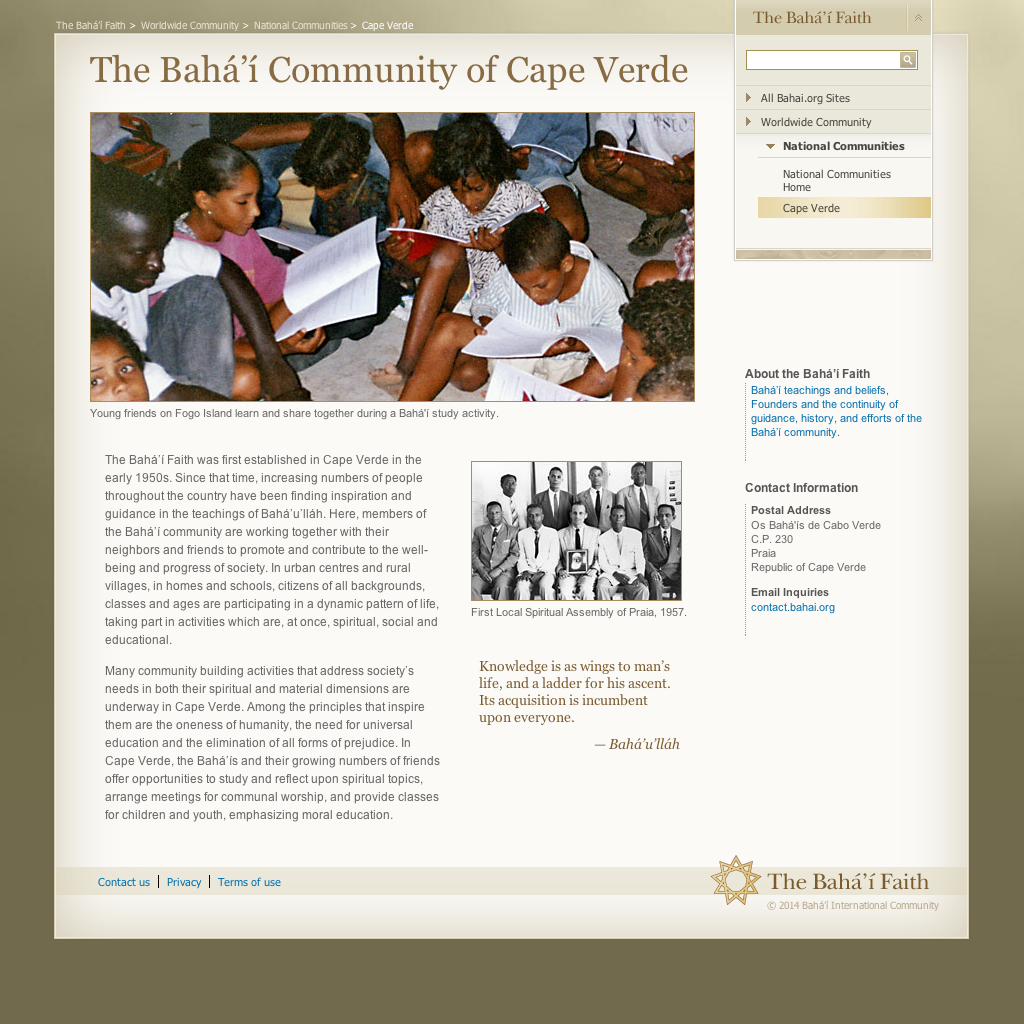 The Bahá’í Faith > Worldwide Community > National Communities > Cape Verde
The Bahá’í Faith
The Bahá’í Community of Cape Verde
All Bahai.org Sites
Worldwide Community
National Communities
National Communities
Home
Cape Verde
Young friends on Fogo Island learn and share together during a Bahá'í study activity.
The Bahá’í Faith was first established in Cape Verde in the
early 1950s. Since that time, increasing numbers of people
throughout the country have been finding inspiration and
guidance in the teachings of Bahá’u’lláh. Here, members of
the Bahá’í community are working together with their
neighbors and friends to promote and contribute to the well-
being and progress of society. In urban centres and rural
villages, in homes and schools, citizens of all backgrounds,
classes and ages are participating in a dynamic pattern of life,
taking part in activities which are, at once, spiritual, social and
educational.
Many community building activities that address society’s
needs in both their spiritual and material dimensions are
underway in Cape Verde. Among the principles that inspire
them are the oneness of humanity, the need for universal
education and the elimination of all forms of prejudice. In
Cape Verde, the Bahá’ís and their growing numbers of friends
offer opportunities to study and reflect upon spiritual topics,
arrange meetings for communal worship, and provide classes
for children and youth, emphasizing moral education.
First Local Spiritual Assembly of Praia, 1957.
Knowledge is as wings to man’s
life, and a ladder for his ascent.
Its acquisition is incumbent
upon everyone.
— Bahá’u’lláh
About the Bahá’í Faith
Bahá’í teachings and beliefs,
Founders and the continuity of
guidance, history, and efforts of the
Bahá’í community.
Contact Information
Postal Address
Os Bahá'ís de Cabo Verde
C.P. 230
Praia
Republic of Cape Verde
Email Inquiries
contact.bahai.org
Contact us
Privacy
Terms of use
The Bahá’í Faith
© 2014 Bahá’í International Community